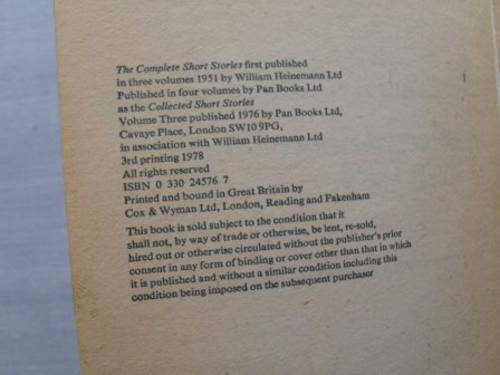 The Complete Short Stories first published
in three volumes 1951 by William Heinemann Ltd
Published in four volumes by Pan Books Ltd
as the Collected Short Stories
Volume Three published 1976 by Pan Books Ltd,
Cavaye Place, London SW10 9PG,
in association with William Heinemann Ltd
3rd printing 1978
All rights reserved
ISBN 0 330 24576 7
Printed and bound in Great Britain by
Cox & Wyman Ltd, London, Reading and Fakenham
This book is sold subject to the condition that it
shall not, by way of trade or otherwise, be lent, re-sold,
hired out or otherwise circulated without the publisher's prior
consent in any form of binding or cover other than that in which
it is published and without a similar condition including this
condition being imposed on the subsequent purchaser